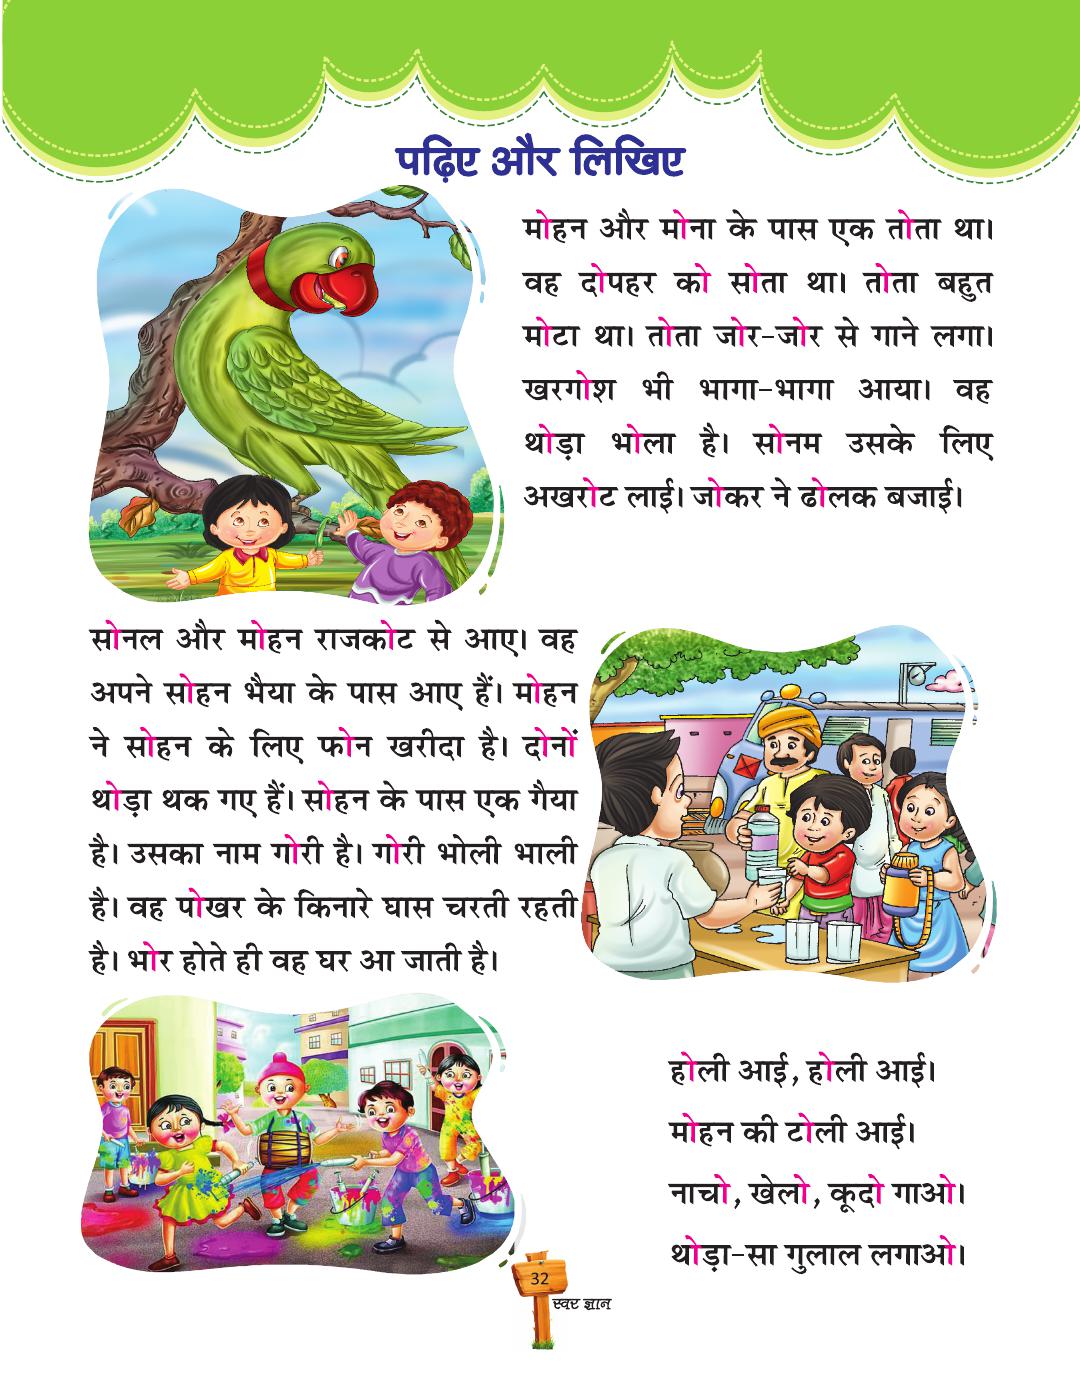 पढ़िए और लिखिए
मोहन और मोना के पास एक तोता था।
वह दोपहर को सोता था। तोता बहुत
मोटा था। तोता जोर-जोर से गाने लगा।
खरगोश भी भागा-भागा आया। वह
थोड़ा भोला है। सोनम उसके लिए
अखरोट लाई। जोकर ने ढोलक बजाई।
सोनल और मोहन राजकोट से आए। वह
अपने सोहन भैया के पास आए हैं। मोहन
ने सोहन के लिए फोन खरीदा है। दोनों
थोड़ा थक गए हैं। सोहन के पास एक गैया
है। उसका नाम गोरी है। गोरी भोली भाली
है। वह पोखर के किनारे घास चरती रहती
है। भोर होते ही वह घर आ जाती है।
होली आई, होली आई।
मोहन की टोली आई।
नाचो, खेलो, कूदो गाओ।
थोड़ा-सा गुलाल लगाओ।
32
स्वर ज्ञान